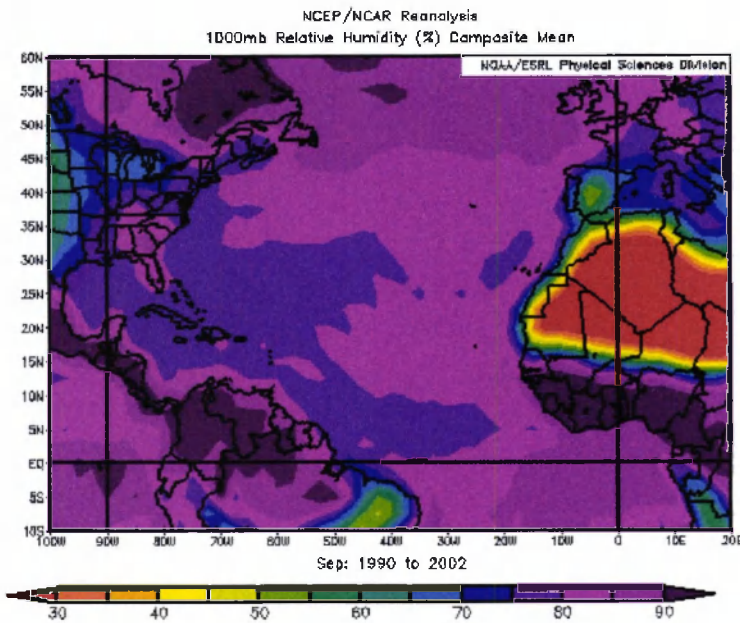 NCEP/NCAR Reanalysis
1000mb Relative Humidity (%) Composite Mean
NOAA/ESRL Physical Sciences Division
60N
55N
50N
45N
40N
35N
30N
25N
20N
15N
10N
5N
EQ
5S
10S
100W 90W 80W 70W 60W 50W 40W 30W 20W 10W 0 10E 20E
Sep: 1990 to 2002
30 40 50 60 70 80 90